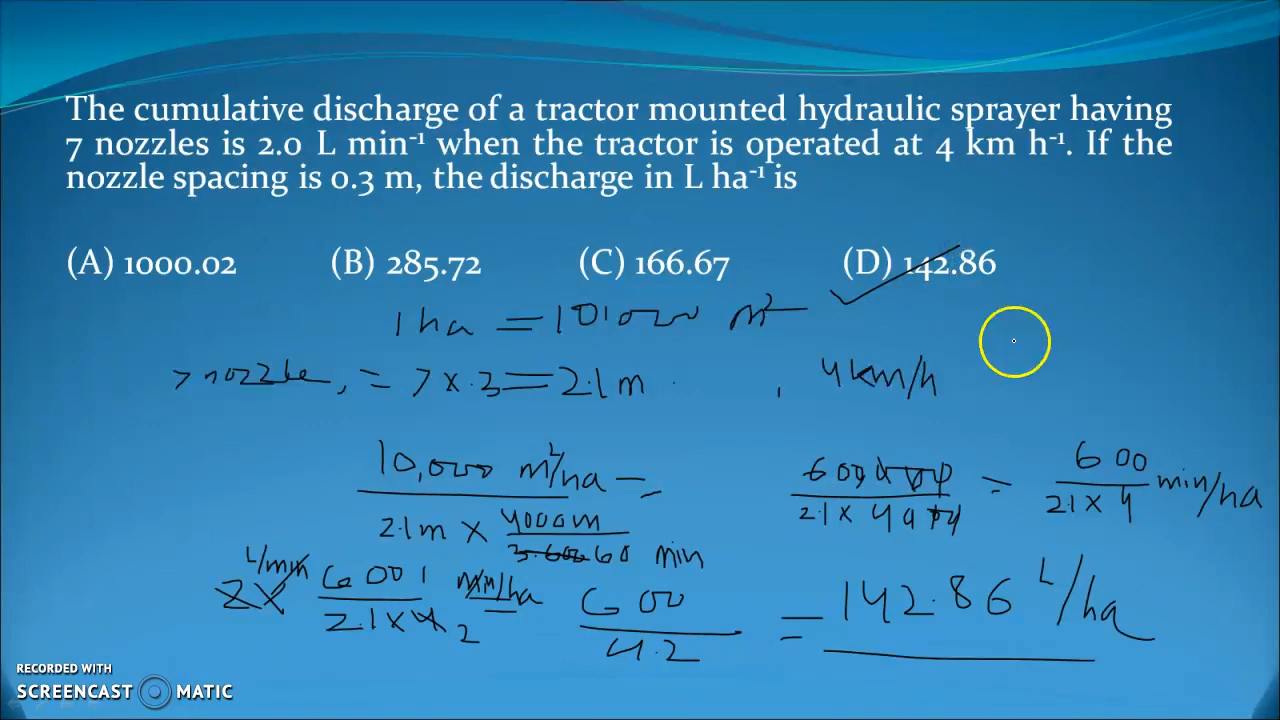 The cumulative discharge of a tractor mounted hydraulic sprayer having
7 nozzles is 2.0 L min⁻¹ when the tractor is operated at 4 km h⁻¹. If the
nozzle spacing is 0.3 m, the discharge in L ha⁻¹ is
(A) 1000.02 (B) 285.72 (C) 166.67 (D) 142.86
1 ha = 10,000 m²
7 nozzle, = 7 x .3 = 2.1 m , 4 km/h
10,000 m²/ha =
2.1 m x 4000 m
60 min
= 600 min/ha
2.1 x 4
2 x L/min 600 min/ha
2.1 x 4 2
600
4.2
= 142.86 L/ha
RECORDED WITH
SCREENCAST MATIC